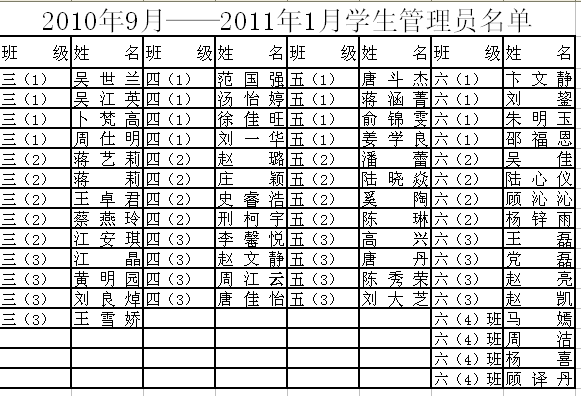 2010年9月——2011年1月学生管理员名单
班 级 姓 名 班 级 姓 名 班 级 姓 名 班 级 姓 名
三（1） 吴世兰 四（1） 范国强 五（1） 唐斗杰 六（1） 卞文静
三（1） 吴江英 四（1） 汤怡婷 五（1） 蒋涵菁 六（1） 刘鋆
三（1） 卜梵高 四（1） 徐佳旺 五（1） 俞锦雯 六（1） 朱明玉
三（1） 周仕明 四（1） 刘一华 五（1） 姜学良 六（1） 邵福恩
三（2） 蒋艺莉 四（2） 赵璐 五（2） 潘蕾 六（2） 吴佳
三（2） 蒋莉 四（2） 庄颖 五（2） 陆晓焱 六（2） 陆心仪
三（2） 王卓君 四（2） 史睿浩 五（2） 奚陶 六（2） 顾沁沁
三（2） 蔡燕玲 四（2） 刑柯宇 五（2） 陈琳 六（2） 杨锌雨
三（2） 江安琪 四（3） 李馨悦 五（3） 高兴 六（3） 王磊
三（3） 江晶 四（3） 赵文静 五（3） 唐丹 六（3） 党磊
三（3） 黄明园 四（3） 周江云 五（3） 陈秀荣 六（3） 赵亮
三（3） 刘良焯 四（3） 唐佳怡 五（3） 刘大芝 六（3） 赵凯
三（3） 王雪娇 六（4）班 马嫣
六（4）班 周洁
六（4）班 杨喜
六（4）班 顾译丹